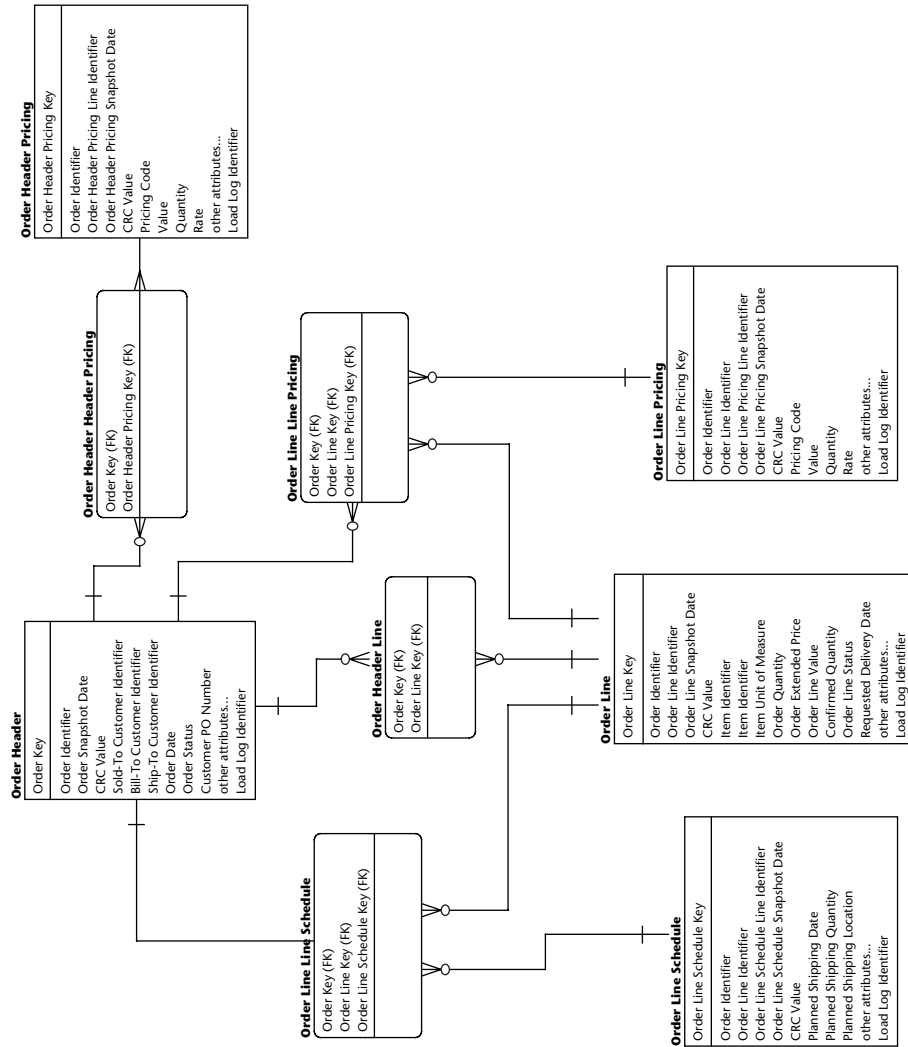 Order Header
Order Key
Order Identifier
Order Snapshot Date
CRC Value
Sold-To Customer Identifier
Bill-To Customer Identifier
Ship-To Customer Identifier
Order Date
Order Status
Customer PO Number
other attributes...
Load Log Identifier
Order Header Header Pricing
Order Key (FK)
Order Header Pricing Key (FK)
Order Header Pricing
Order Header Pricing Key
Order Identifier
Order Header Pricing Line Identifier
Order Header Pricing Snapshot Date
CRC Value
Pricing Code
Value
Quantity
Rate
other attributes...
Load Log Identifier
Order Line Line Schedule
Order Key (FK)
Order Line Key (FK)
Order Line Schedule Key (FK)
Order Header Line
Order Key (FK)
Order Line Key (FK)
Order Line Line Pricing
Order Key (FK)
Order Line Key (FK)
Order Line Pricing Key (FK)
Order Line Schedule
Order Line Schedule Key
Order Identifier
Order Line Identifier
Order Line Schedule Line Identifier
Order Line Schedule Snapshot Date
CRC Value
Planned Shipping Date
Planned Shipping Quantity
Planned Shipping Location
other attributes...
Load Log Identifier
Order Line
Order Line Key
Order Identifier
Order Line Identifier
Order Line Snapshot Date
CRC Value
Item Identifier
Item Identifier
Item Unit of Measure
Order Quantity
Order Extended Price
Order Line Value
Confirmed Quantity
Order Line Status
Requested Delivery Date
other attributes...
Load Log Identifier
Order Line Pricing
Order Line Pricing Key
Order Identifier
Order Line Identifier
Order Line Pricing Line Identifier
Order Line Pricing Snapshot Date
CRC Value
Pricing Code
Value
Quantity
Rate
other attributes...
Load Log Identifier